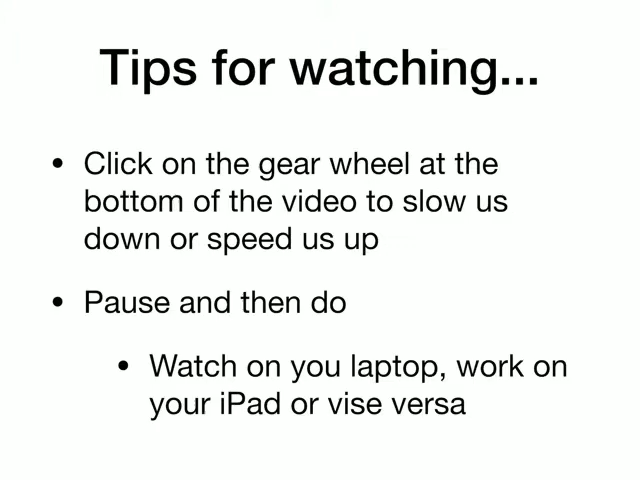 Tips for watching...
• Click on the gear wheel at the
bottom of the video to slow us
down or speed us up
• Pause and then do
• Watch on you laptop, work on
your iPad or vise versa